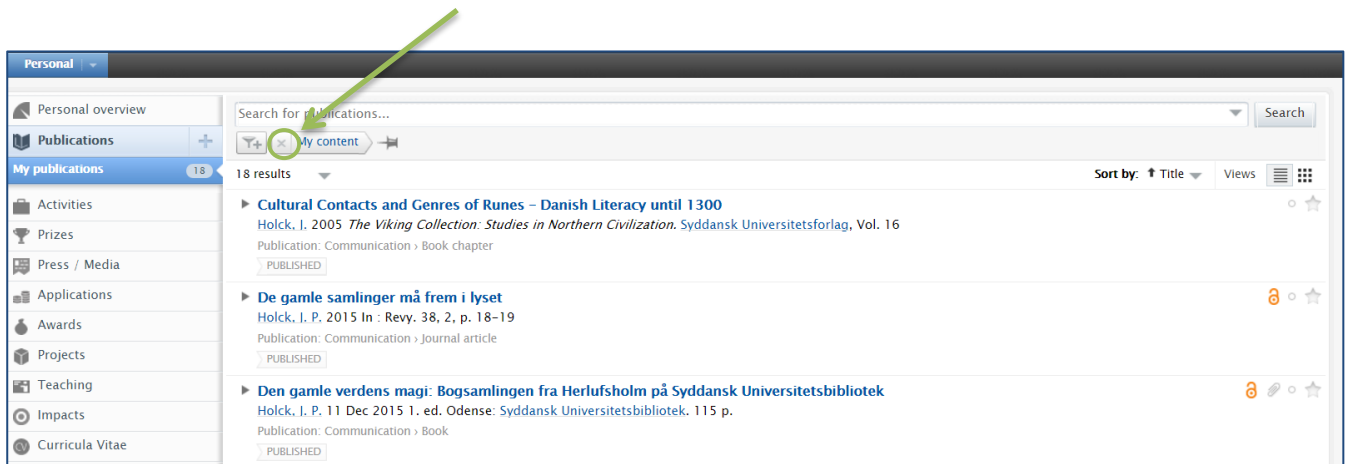 Personal
Personal overview
Publications
My publications 18
Activities
Prizes
Press / Media
Applications
Awards
Projects
Teaching
Impacts
CV Curricula Vitae
Search for publications...
Search
My content
18 results
Sort by: Title
Views
Cultural Contacts and Genres of Runes – Danish Literacy until 1300
Holck, J. 2005 The Viking Collection: Studies in Northern Civilization. Syddansk Universitetsforlag, Vol. 16
Publication: Communication › Book chapter
PUBLISHED
De gamle samlinger må frem i lyset
Holck, J. P. 2015 In : Revy. 38, 2, p. 18-19
Publication: Communication › Journal article
PUBLISHED
Den gamle verdens magi: Bogsamlingen fra Herlufsholm på Syddansk Universitetsbibliotek
Holck, J. P. 11 Dec 2015 1. ed. Odense: Syddansk Universitetsbibliotek. 115 p.
Publication: Communication › Book
PUBLISHED